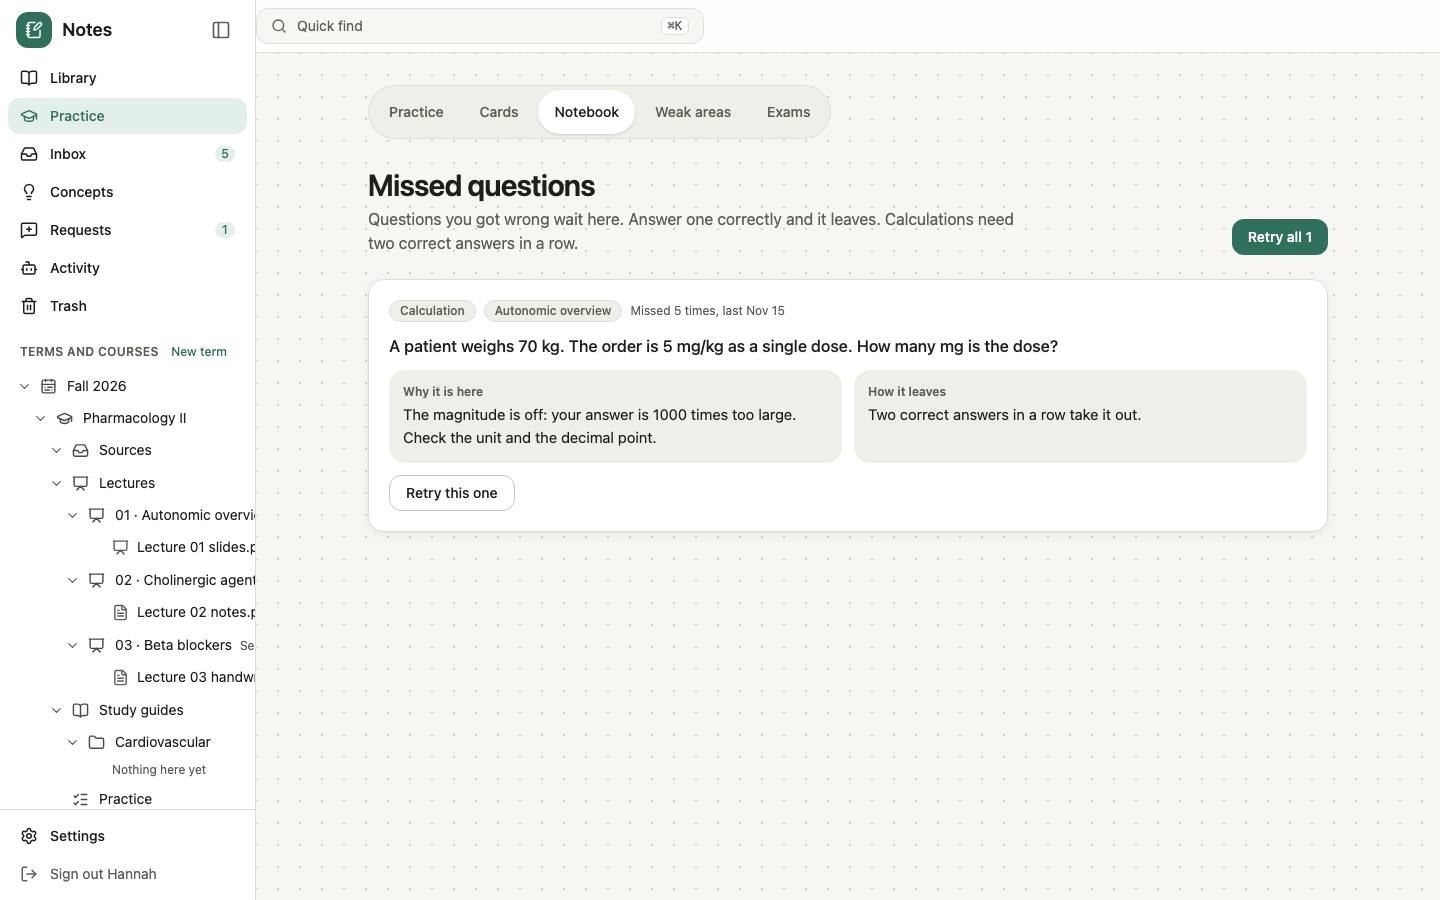 Notes
Quick find
⌘K
Library
Practice
Inbox 5
Concepts
Requests 1
Activity
Trash
TERMS AND COURSES New term
Fall 2026
Pharmacology II
Sources
Lectures
01 · Autonomic overvi
Lecture 01 slides.p
02 · Cholinergic agent
Lecture 02 notes.p
03 · Beta blockers Se
Lecture 03 handw
Study guides
Cardiovascular
Nothing here yet
Practice
Settings
Sign out Hannah
Practice Cards Notebook Weak areas Exams
Missed questions
Questions you got wrong wait here. Answer one correctly and it leaves. Calculations need
two correct answers in a row.
Retry all 1
Calculation Autonomic overview Missed 5 times, last Nov 15
A patient weighs 70 kg. The order is 5 mg/kg as a single dose. How many mg is the dose?
Why it is here
The magnitude is off: your answer is 1000 times too large.
Check the unit and the decimal point.
How it leaves
Two correct answers in a row take it out.
Retry this one